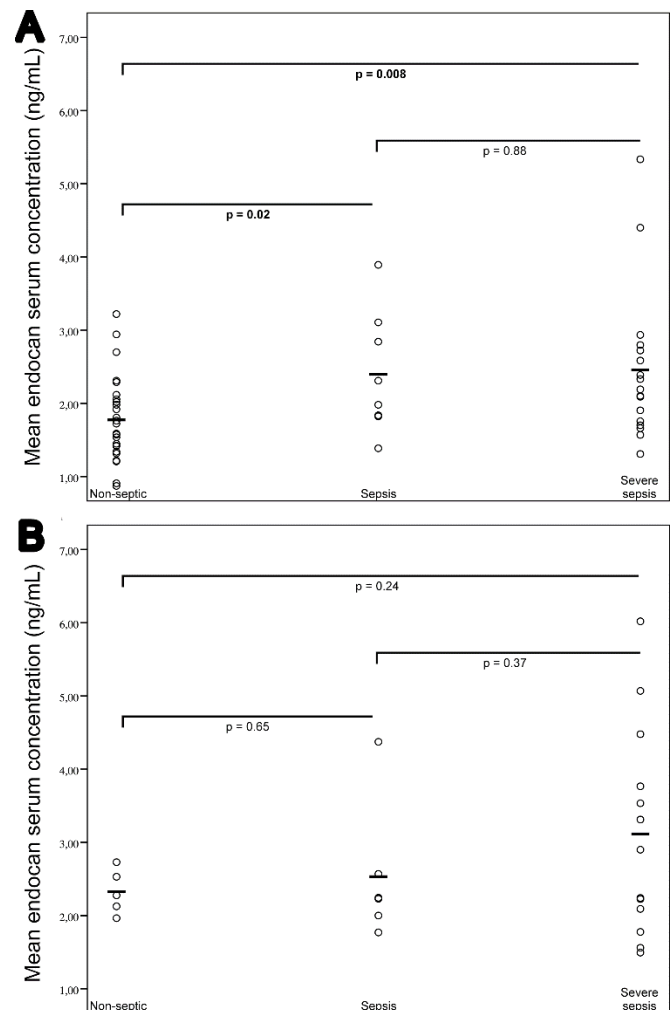 A
Mean endocan serum concentration (ng/mL)
7,00
6,00
5,00
4,00
3,00
2,00
1,00
p = 0.008
p = 0.88
p = 0.02
Non-septic
Sepsis
Severe
sepsis
B
Mean endocan serum concentration (ng/mL)
7,00
6,00
5,00
4,00
3,00
2,00
1,00
p = 0.24
p = 0.37
p = 0.65
Non-septic
Sepsis
Severe
sepsis